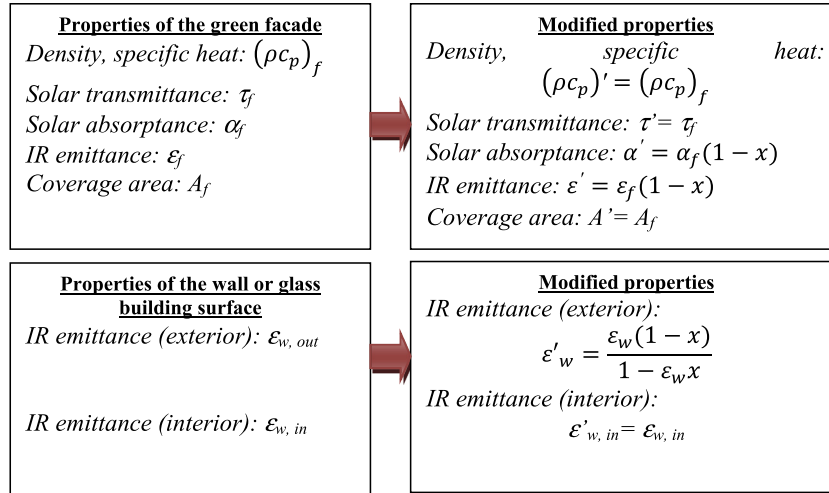 Properties of the green facade
Density, specific heat: (ρc_p)_f
Solar transmittance: τ_f
Solar absorptance: α_f
IR emittance: ε_f
Coverage area: A_f
Modified properties
Density, specific heat:
(ρc_p)′ = (ρc_p)_f
Solar transmittance: τ’= τ_f
Solar absorptance: α′ = α_f(1 − x)
IR emittance: ε′ = ε_f(1 − x)
Coverage area: A’= A_f
Properties of the wall or glass
building surface
IR emittance (exterior): ε_w, out
IR emittance (interior): ε_w, in
Modified properties
IR emittance (exterior):
ε′_w = ε_w(1 − x) / 1 − ε_w x
IR emittance (interior):
ε’_w, in = ε_w, in